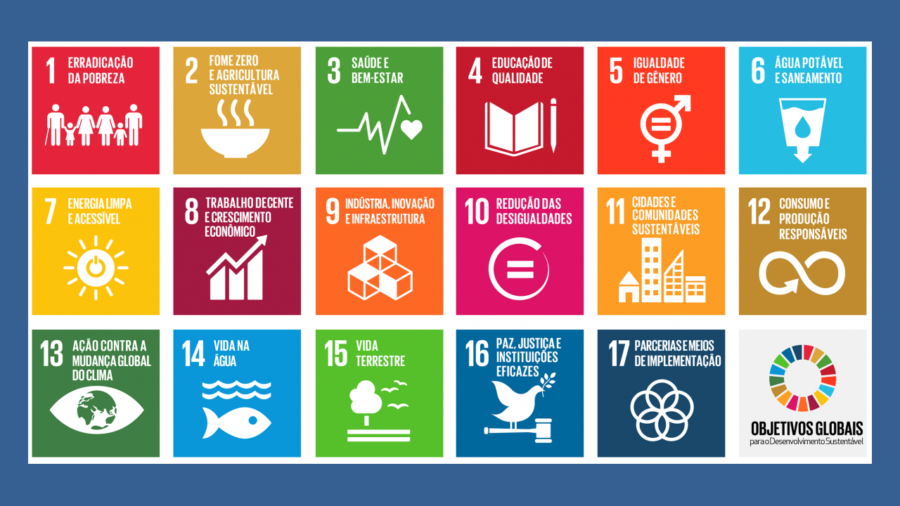 1 ERRADICAÇÃO
DA POBREZA
2 FOME ZERO
E AGRICULTURA
SUSTENTÁVEL
3 SAÚDE E
BEM-ESTAR
4 EDUCAÇÃO DE
QUALIDADE
5 IGUALDADE
DE GÊNERO
6 ÁGUA POTÁVEL
E SANEAMENTO
7 ENERGIA LIMPA
E ACESSÍVEL
8 TRABALHO DECENTE
E CRESCIMENTO
ECONÔMICO
9 INDÚSTRIA, INOVAÇÃO
E INFRAESTRUTURA
10 REDUÇÃO DAS
DESIGUALDADES
11 CIDADES E
COMUNIDADES
SUSTENTÁVEIS
12 CONSUMO E
PRODUÇÃO
RESPONSÁVEIS
13 AÇÃO CONTRA A
MUDANÇA GLOBAL
DO CLIMA
14 VIDA NA
ÁGUA
15 VIDA
TERRESTRE
16 PAZ, JUSTIÇA E
INSTITUIÇÕES
EFICAZES
17 PARCERIAS E MEIOS
DE IMPLEMENTAÇÃO
OBJETIVOS GLOBAIS
para o Desenvolvimento Sustentável